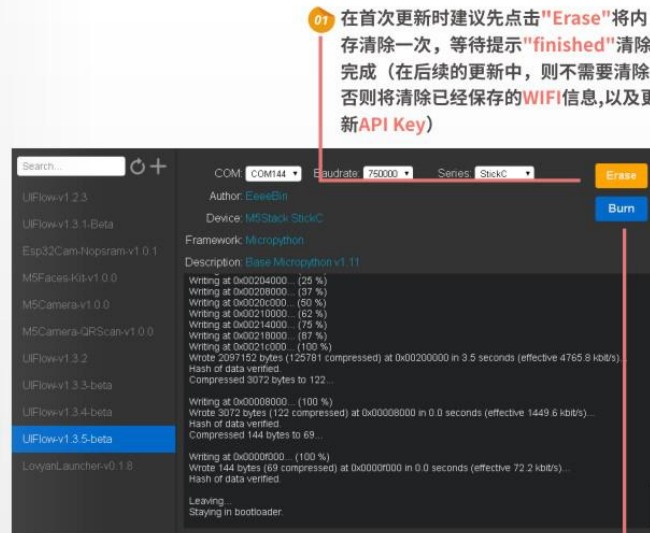 01 在首次更新时建议先点击"Erase"将内
存清除一次，等待提示"finished"清除
完成（在后续的更新中，则不需要清除
否则将清除已经保存的WIFI信息,以及更
新API Key）
Search...
COM: COM144 Baudrate: 750000 Series: StickC
Erase
Author: EeeeBin
Burn
Device: M5Stack StickC
Framework: Micropython
Description: Base Micropython v1.11
UIFlow-v1.2.3
UIFlow-v1.3.1-Beta
Esp32Cam-Nopsram-v1.0.1
M5Faces-Kit-v1.0.0
M5Camera-v1.0.0
M5Camera-QRScan-v1.0.0
UIFlow-v1.3.2
UIFlow-v1.3.3-beta
UIFlow-v1.3.4-beta
UIFlow-v1.3.5-beta
LovyanLauncher-v0.1.8
Writing at 0x00204000... (25 %)
Writing at 0x00208000... (37 %)
Writing at 0x0020c000... (50 %)
Writing at 0x00210000... (62 %)
Writing at 0x00214000... (75 %)
Writing at 0x00218000... (87 %)
Writing at 0x0021c000... (100 %)
Wrote 2097152 bytes (125781 compressed) at 0x00200000 in 3.5 seconds (effective 4765.8 kbit/s)...
Hash of data verified.
Compressed 3072 bytes to 122...
Writing at 0x00008000... (100 %)
Wrote 3072 bytes (122 compressed) at 0x00008000 in 0.0 seconds (effective 1449.6 kbit/s)...
Hash of data verified.
Compressed 144 bytes to 69...
Writing at 0x0000f000... (100 %)
Wrote 144 bytes (69 compressed) at 0x0000f000 in 0.0 seconds (effective 72.2 kbit/s)...
Hash of data verified.
Leaving...
Staying in bootloader.